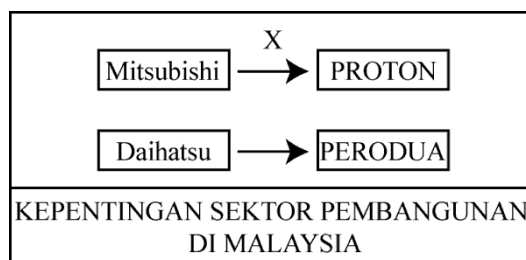 X
Mitsubishi PROTON
Daihatsu PERODUA
KEPENTINGAN SEKTOR PEMBANGUNAN
DI MALAYSIA